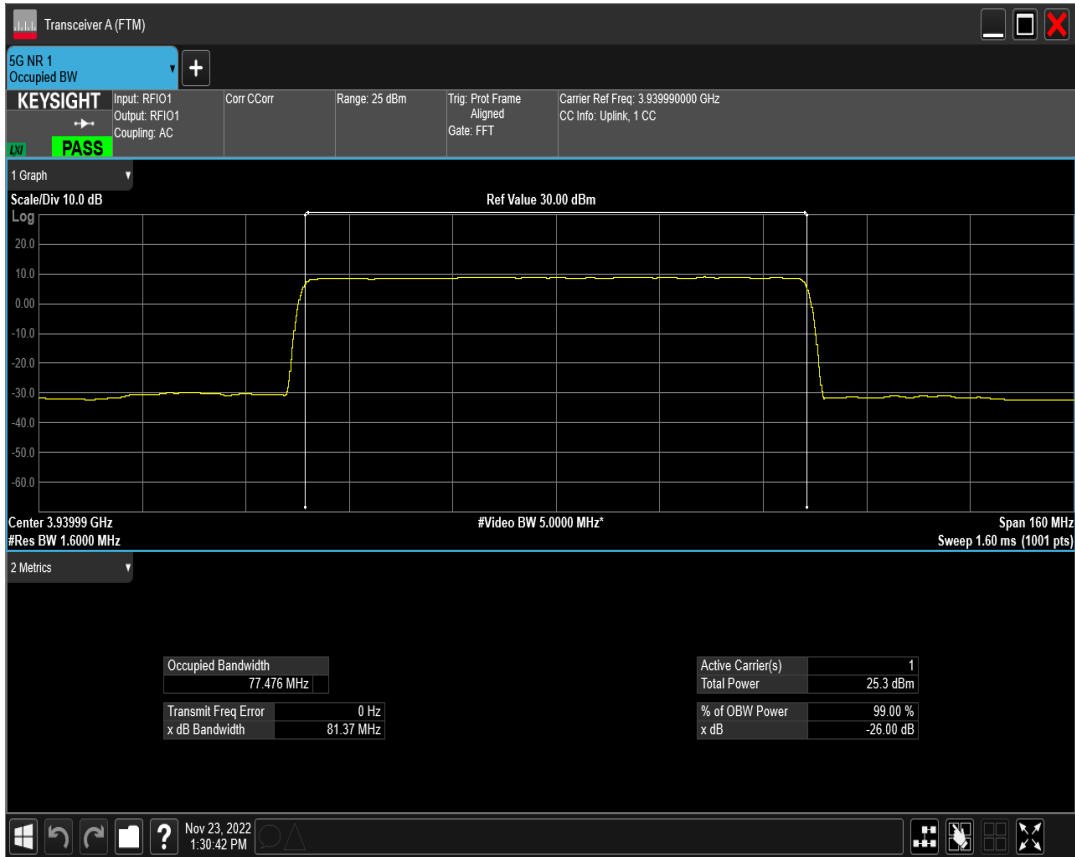 Transceiver A (FTM)
5G NR 1
Occupied BW
KEYSIGHT
LXI
PASS
Input: RFIO1
Output: RFIO1
Coupling: AC
Corr CCorr
Range: 25 dBm
Trig: Prot Frame
Aligned
Gate: FFT
Carrier Ref Freq: 3.939990000 GHz
CC Info: Uplink, 1 CC
1 Graph
Scale/Div 10.0 dB
Ref Value 30.00 dBm
Log
20.0
10.0
0.00
-10.0
-20.0
-30.0
-40.0
-50.0
-60.0
Center 3.93999 GHz
#Video BW 5.0000 MHz*
Span 160 MHz
#Res BW 1.6000 MHz
Sweep 1.60 ms (1001 pts)
2 Metrics
Occupied Bandwidth
77.476 MHz
Transmit Freq Error 0 Hz
x dB Bandwidth 81.37 MHz
Active Carrier(s) 1
Total Power 25.3 dBm
% of OBW Power 99.00 %
x dB -26.00 dB
?
Nov 23, 2022
1:30:42 PM